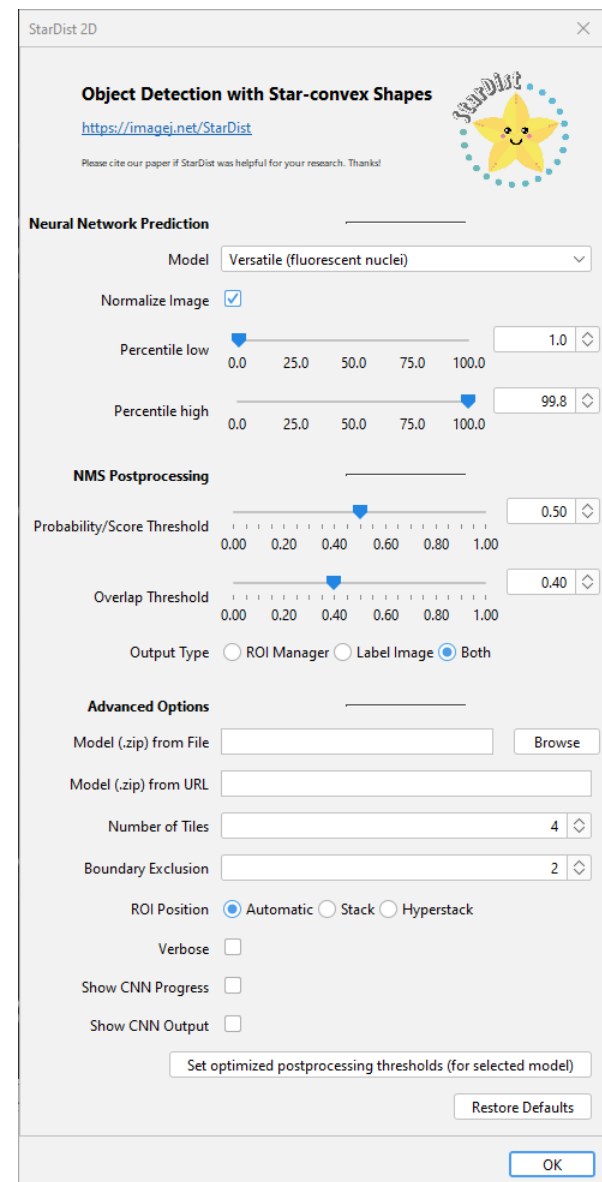 StarDist 2D
Object Detection with Star-convex Shapes
StarDist
https://imagej.net/StarDist
Please cite our paper if StarDist was helpful for your research. Thanks!
Neural Network Prediction
Model Versatile (fluorescent nuclei)
Normalize Image
Percentile low 1.0
0.0 25.0 50.0 75.0 100.0
Percentile high 99.8
0.0 25.0 50.0 75.0 100.0
NMS Postprocessing
Probability/Score Threshold 0.50
0.00 0.20 0.40 0.60 0.80 1.00
Overlap Threshold 0.40
0.00 0.20 0.40 0.60 0.80 1.00
Output Type ROI Manager Label Image Both
Advanced Options
Model (.zip) from File Browse
Model (.zip) from URL
Number of Tiles 4
Boundary Exclusion 2
ROI Position Automatic Stack Hyperstack
Verbose
Show CNN Progress
Show CNN Output
Set optimized postprocessing thresholds (for selected model)
Restore Defaults
OK